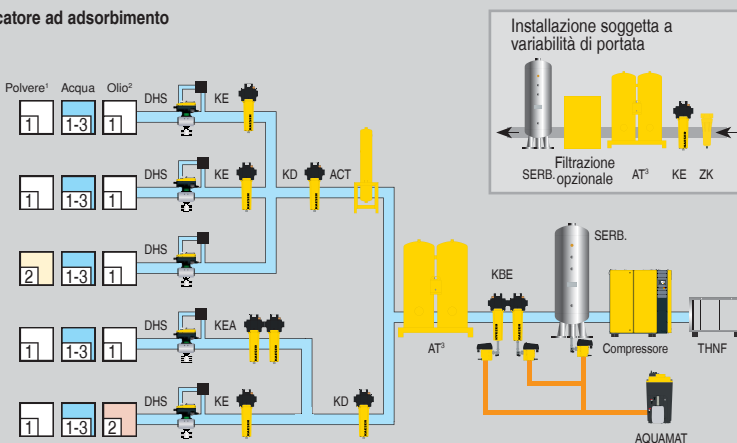 catore ad adsorbimento
Installazione soggetta a
variabilità di portata
SERB.
Filtrazione
opzionale
AT³
KE
ZK
Polvere¹
Acqua
Olio²
1
1-3
1
DHS
KE
1
1-3
1
DHS
KE
KD
ACT
2
1-3
1
DHS
1
1-3
1
DHS
KEA
1
1-3
2
DHS
KE
KD
AT³
KBE
SERB.
Compressore
THNF
AQUAMAT